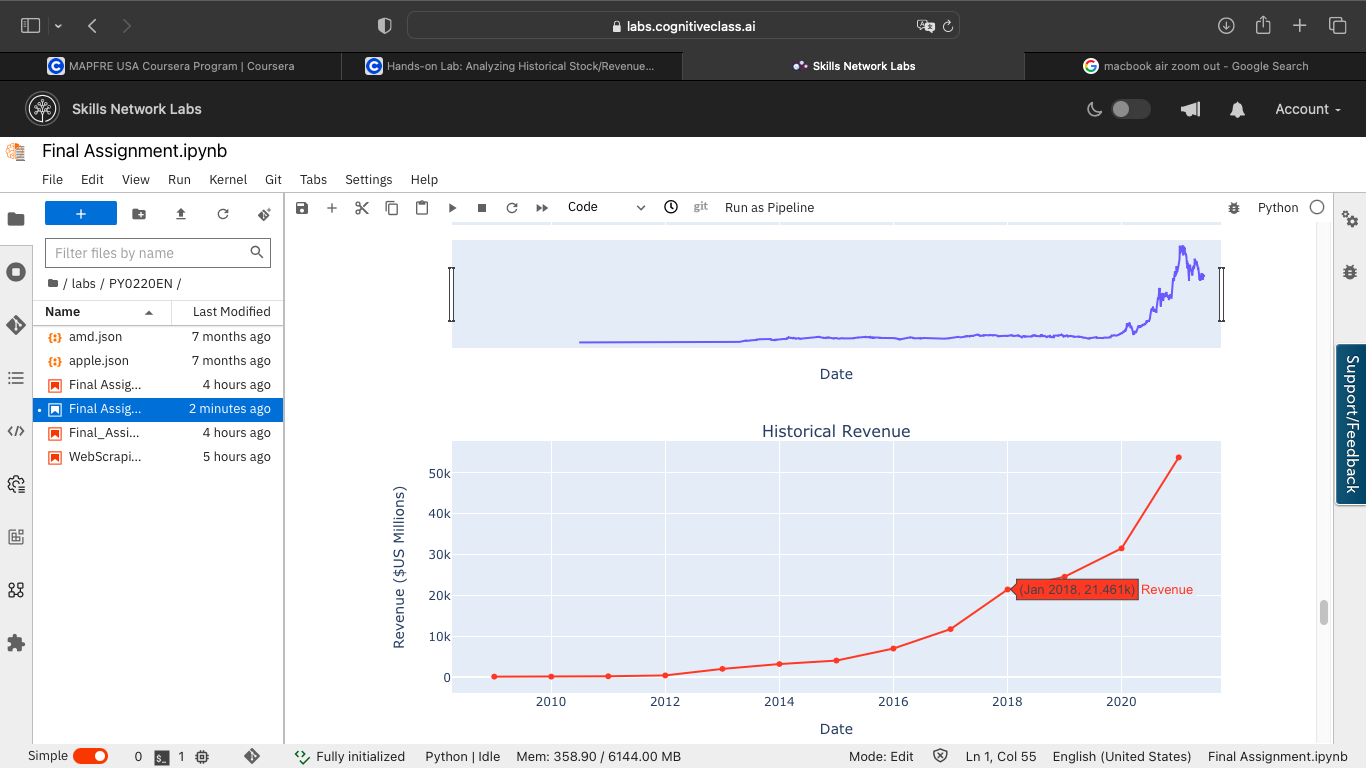 labs.cognitiveclass.ai
MAPFRE USA Coursera Program | Coursera
Hands-on Lab: Analyzing Historical Stock/Revenue...
Skills Network Labs
macbook air zoom out - Google Search
Skills Network Labs
Account
Final Assignment.ipynb
File Edit View Run Kernel Git Tabs Settings Help
Code
git
Run as Pipeline
Python
Filter files by name
/ labs / PY0220EN /
Name Last Modified
amd.json 7 months ago
apple.json 7 months ago
Final Assig... 4 hours ago
Final Assig... 2 minutes ago
Final_Assi... 4 hours ago
WebScrapi... 5 hours ago
Date
Historical Revenue
Revenue ($US Millions)
50k
40k
30k
20k
10k
0
(Jan 2018, 21.461k) Revenue
2010 2012 2014 2016 2018 2020
Date
Support/Feedback
Simple 0 1 Fully initialized Python | Idle Mem: 358.90 / 6144.00 MB Mode: Edit Ln 1, Col 55 English (United States) Final Assignment.ipynb